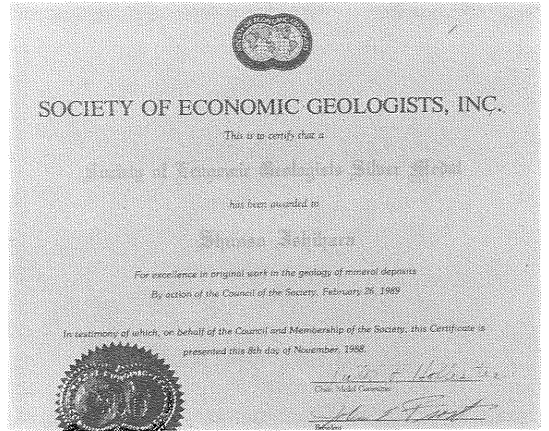 SOCIETY OF ECONOMIC GEOLOGISTS, INC.
This is to certify that a
Society of Economic Geologists Silver Medal
has been awarded to
Shunso Ishihara
For excellence in original work in the geology of mineral deposits
By action of the Council of the Society, February 26, 1989
In testimony of which, on behalf of the Council and Membership of the Society, this Certificate is
presented this 8th day of November, 1988.
Chair, Medal Committee
President